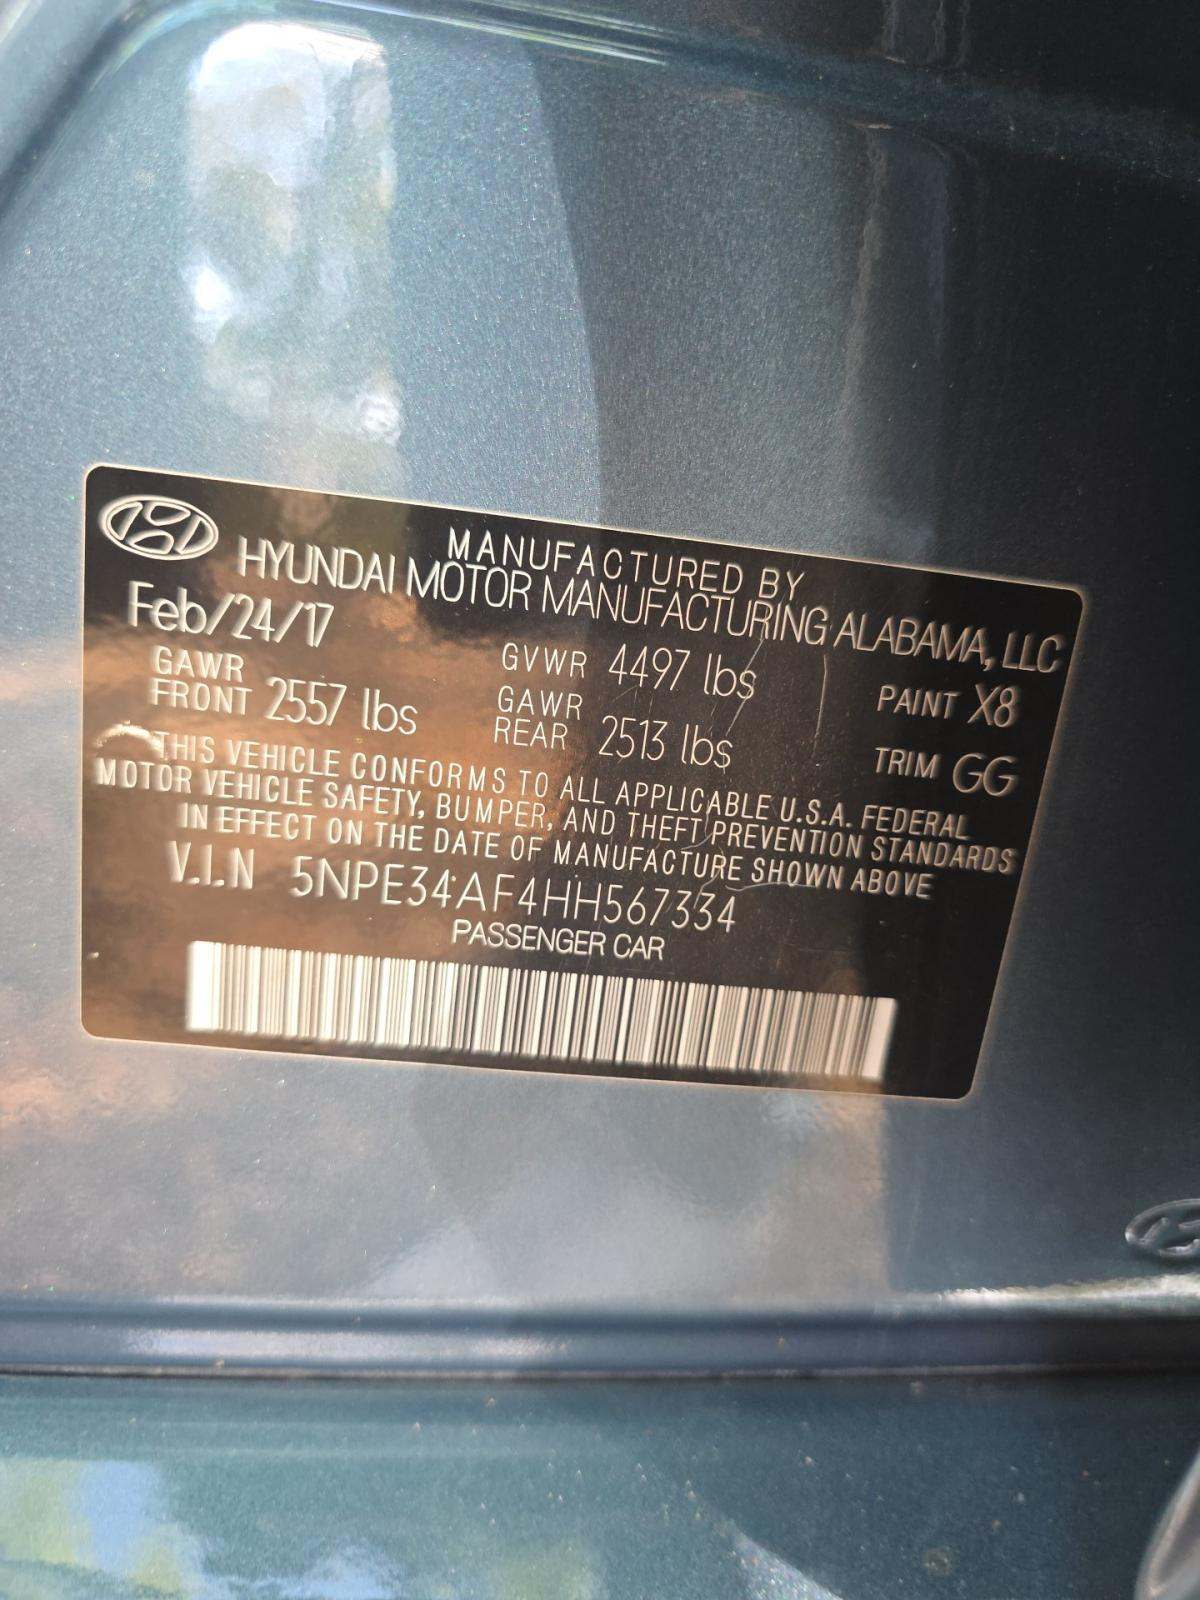 MANUFACTURED BY
HYUNDAI MOTOR MANUFACTURING ALABAMA, LLC
Feb/24/17 GVWR 4497 lbs PAINT X8
GAWR FRONT 2557 lbs GAWR REAR 2513 lbs TRIM GG
THIS VEHICLE CONFORMS TO ALL APPLICABLE U.S.A. FEDERAL
MOTOR VEHICLE SAFETY, BUMPER, AND THEFT PREVENTION STANDARDS
IN EFFECT ON THE DATE OF MANUFACTURE SHOWN ABOVE
V.I.N 5NPE34AF4HH567334
PASSENGER CAR